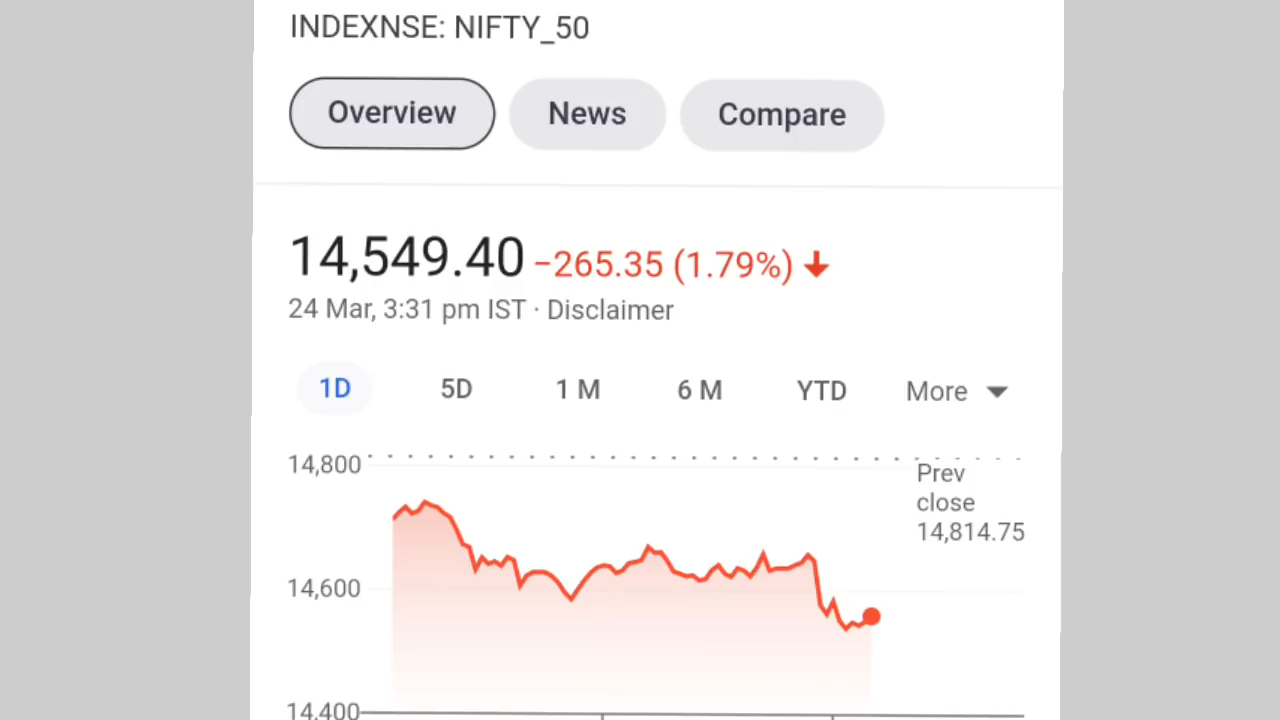 INDEXNSE: NIFTY_50
Overview News Compare
14,549.40 −265.35 (1.79%)
24 Mar, 3:31 pm IST · Disclaimer
1D 5D 1 M 6 M YTD More
14,800
Prev
close
14,814.75
14,600
14,400